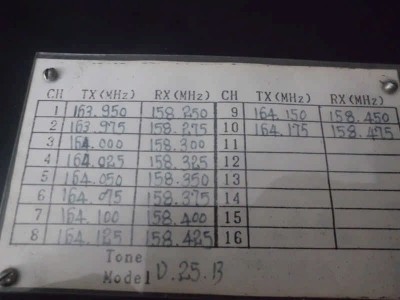 CH TX(MHz) RX(MHz) CH TX(MHz) RX(MHz)
1 163.950 158.250 9 164.150 158.450
2 163.975 158.275 10 164.175 158.475
3 164.000 158.300 11
4 164.025 158.325 12
5 164.050 158.350 13
6 164.075 158.375 14
7 164.100 158.400 15
8 164.125 158.425 16
Tone
Model D.25.B